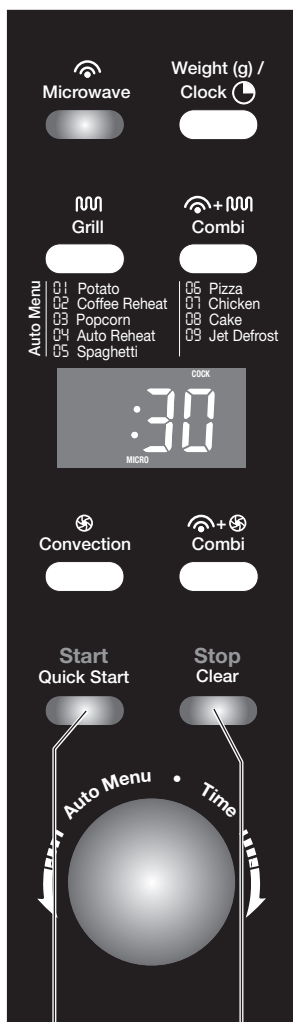 Microwave
Weight (g) /
Clock
Grill
+
Combi
Auto Menu
01 Potato
02 Coffee Reheat
03 Popcorn
04 Auto Reheat
05 Spaghetti
06 Pizza
07 Chicken
08 Cake
09 Jet Defrost
COCK
:30
MICRO
Convection
+
Combi
Start
Quick Start
Stop
Clear
Auto Menu • Time